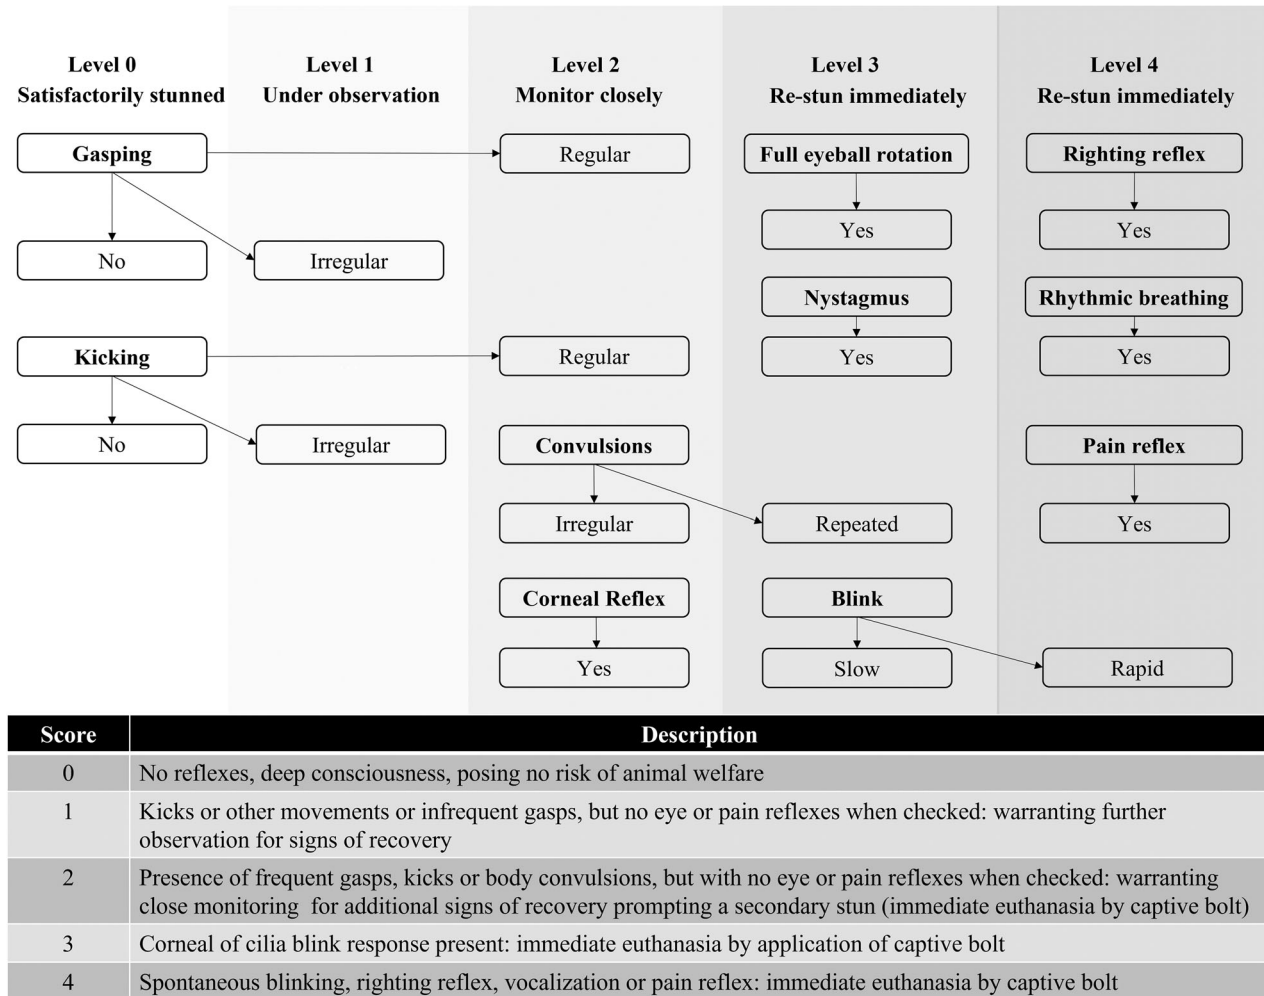 Level 0
Satisfactorily stunned
Level 1
Under observation
Level 2
Monitor closely
Level 3
Re-stun immediately
Level 4
Re-stun immediately
Gasping
Regular
Full eyeball rotation
Righting reflex
Yes
Yes
No
Irregular
Nystagmus
Rhythmic breathing
Kicking
Regular
Yes
Yes
No
Irregular
Convulsions
Pain reflex
Irregular
Repeated
Yes
Corneal Reflex
Blink
Yes
Slow
Rapid
Score Description
0 No reflexes, deep consciousness, posing no risk of animal welfare
1 Kicks or other movements or infrequent gasps, but no eye or pain reflexes when checked: warranting further
observation for signs of recovery
2 Presence of frequent gasps, kicks or body convulsions, but with no eye or pain reflexes when checked: warranting
close monitoring for additional signs of recovery prompting a secondary stun (immediate euthanasia by captive bolt)
3 Corneal of cilia blink response present: immediate euthanasia by application of captive bolt
4 Spontaneous blinking, righting reflex, vocalization or pain reflex: immediate euthanasia by captive bolt